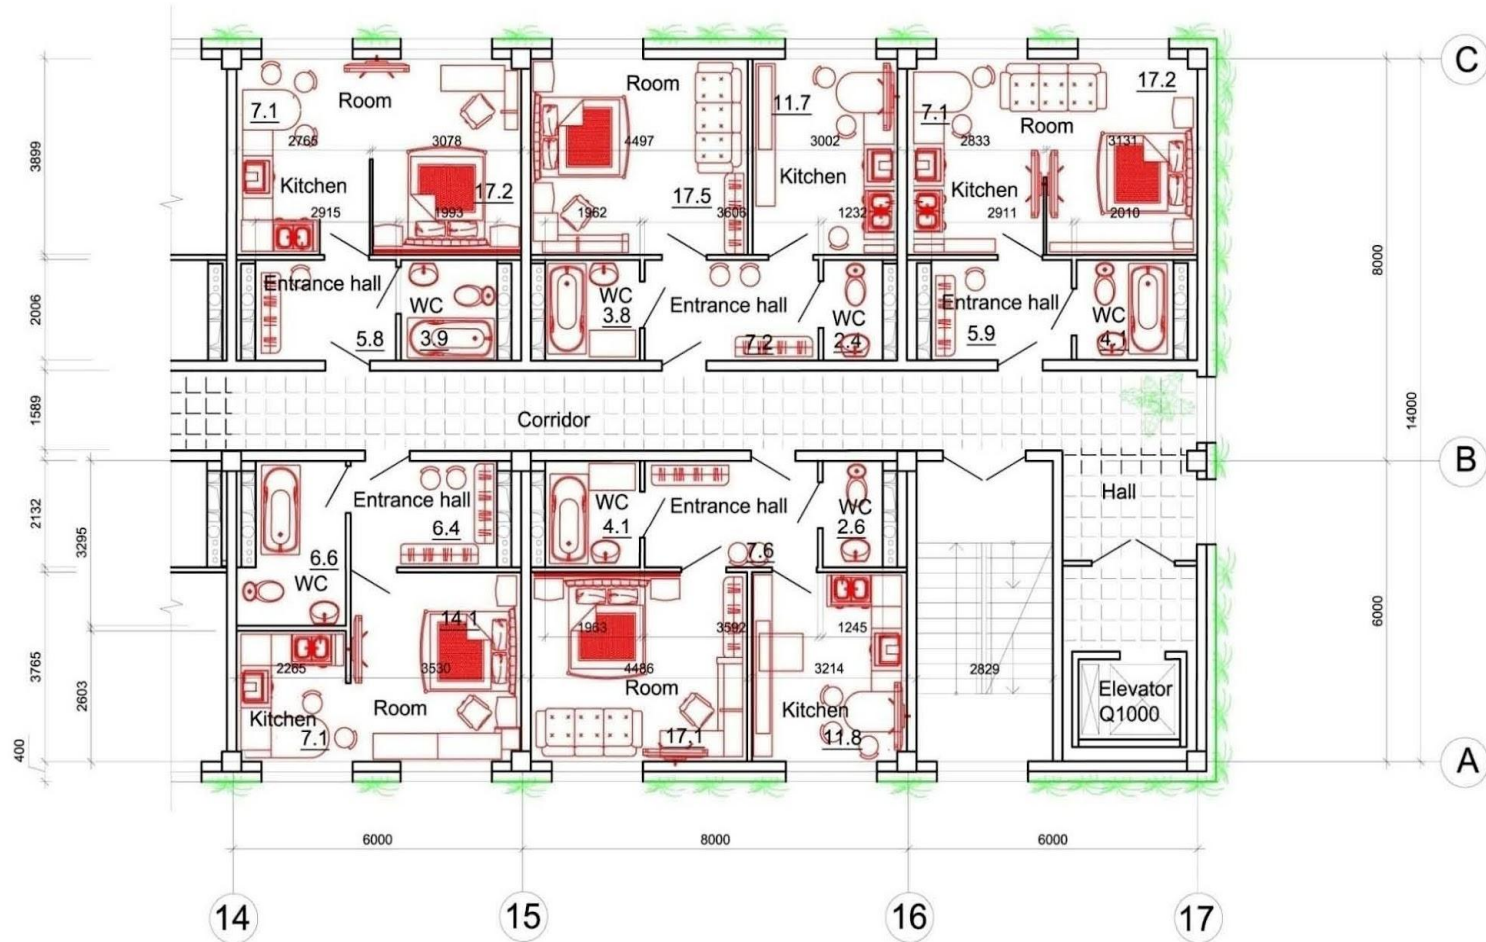 C
Room
17.2
Room
Room
7.1
11.7
7.1
Room
2765
3078
4497
3002
2833
3131
3899
Kitchen
17.2
17.5
Kitchen
Kitchen
2915
1993
1962
3606
1232
2911
2010
8000
Entrance hall
WC
WC
3.8
Entrance hall
WC
2.4
Entrance hall
WC
4.1
2006
5.8
3.9
7.2
5.9
1589
Corridor
14000
B
Entrance hall
6.4
WC
4.1
Entrance hall
WC
2.6
Hall
2132
3295
6.6
WC
7.6
14.1
1963
3592
1245
6000
3765
2265
3530
4486
3214
2829
2603
Kitchen
7.1
Room
Room
17.1
Kitchen
11.8
Elevator
Q1000
400
A
6000
8000
6000
14
15
16
17